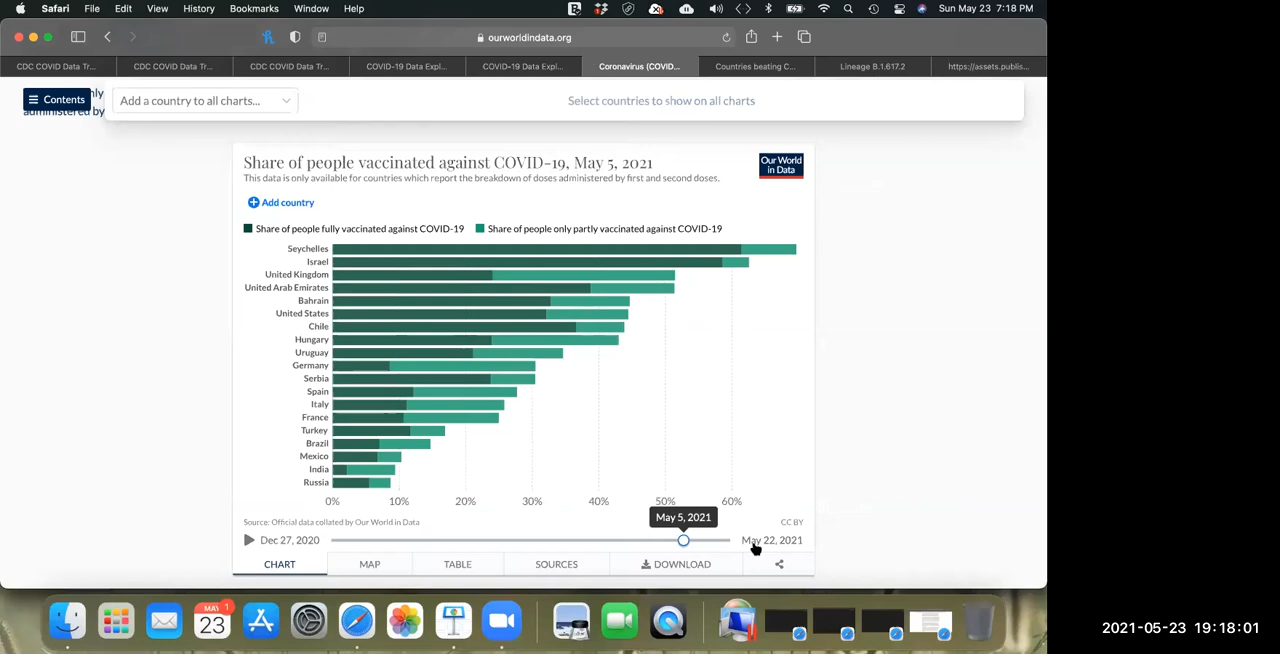 Safari File Edit View History Bookmarks Window Help Sun May 23 7:18 PM
ourworldindata.org
CDC COVID Data Tr... CDC COVID Data Tr... CDC COVID Data Tr... COVID-19 Data Expl... COVID-19 Data Expl... Coronavirus (COVID... Countries beating C... Lineage B.1.617.2 https://assets.publis...
Contents
administered by
Add a country to all charts...
Select countries to show on all charts
Share of people vaccinated against COVID-19, May 5, 2021
This data is only available for countries which report the breakdown of doses administered by first and second doses.
Our World
in Data
Add country
Share of people fully vaccinated against COVID-19 Share of people only partly vaccinated against COVID-19
Seychelles
Israel
United Kingdom
United Arab Emirates
Bahrain
United States
Chile
Hungary
Uruguay
Germany
Serbia
Spain
Italy
France
Turkey
Brazil
Mexico
India
Russia
0% 10% 20% 30% 40% 50% 60%
May 5, 2021
Source: Official data collated by Our World in Data CC BY
Dec 27, 2020 May 22, 2021
CHART MAP TABLE SOURCES DOWNLOAD
MAY 1
23
2021-05-23 19:18:01